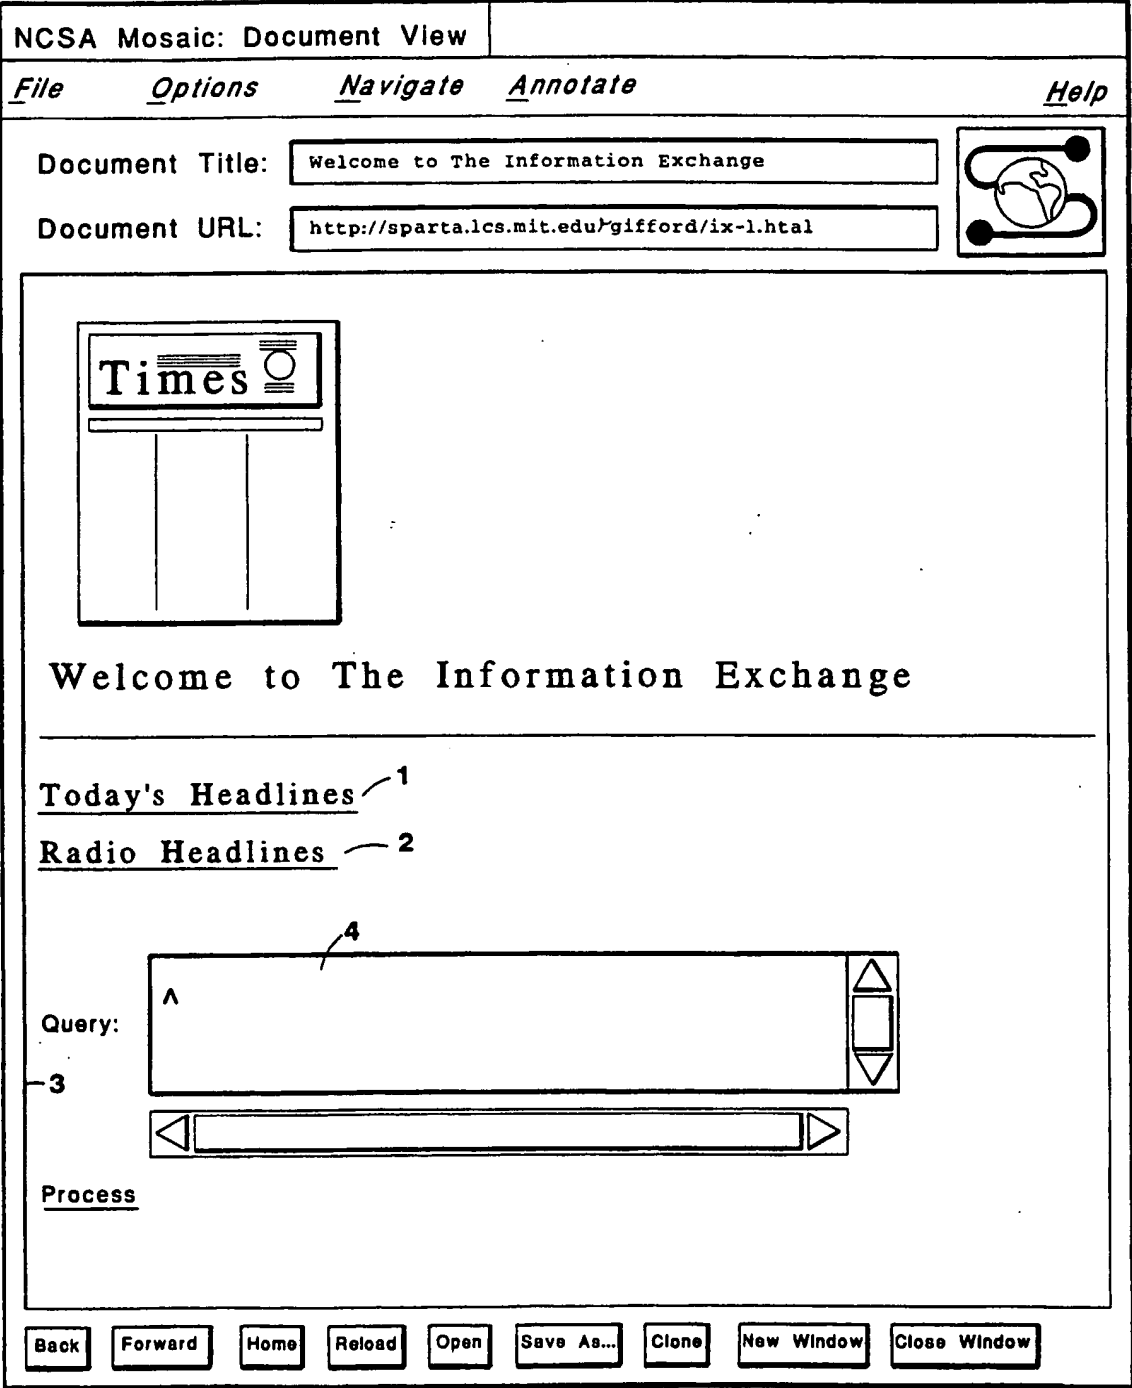 NCSA Mosaic: Document View
File Options Navigate Annotate Help
Document Title: Welcome to The Information Exchange
Document URL: http://sparta.lcs.mit.edu/~gifford/ix-1.htal
Times
Welcome to The Information Exchange
Today's Headlines 1
Radio Headlines 2
4
^
Query:
3
Process
Back Forward Home Reload Open Save As... Clone New Window Close Window